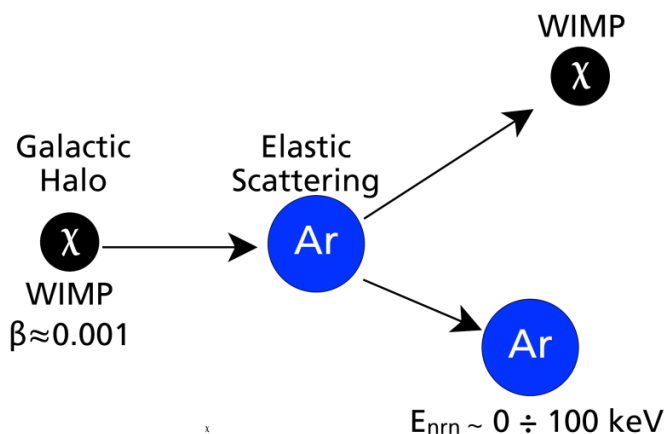 WIMP
χ
Galactic
Halo
Elastic
Scattering
χ
Ar
WIMP
β≈0.001
Ar
χ
Enrn ~ 0 ÷ 100 keV